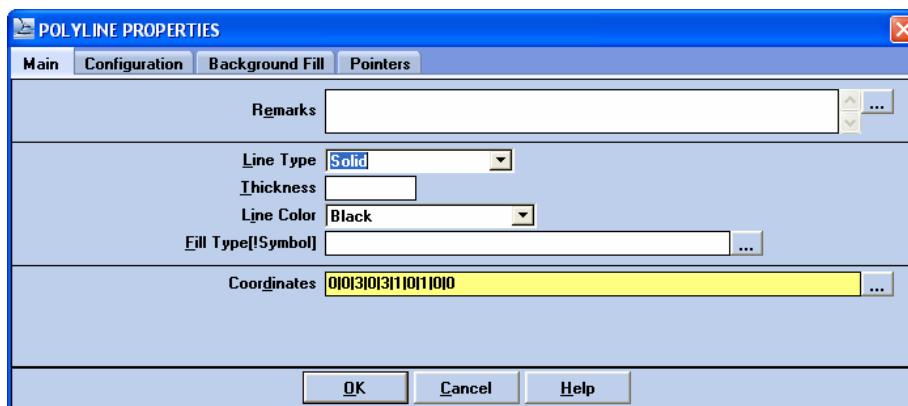 POLYLINE PROPERTIES
Main Configuration Background Fill Pointers
Remarks
...
Line Type Solid
Thickness
Line Color Black
Fill Type[!Symbol]
...
Coordinates 0|0|3|0|3|1|0|1|0|0
...
OK Cancel Help